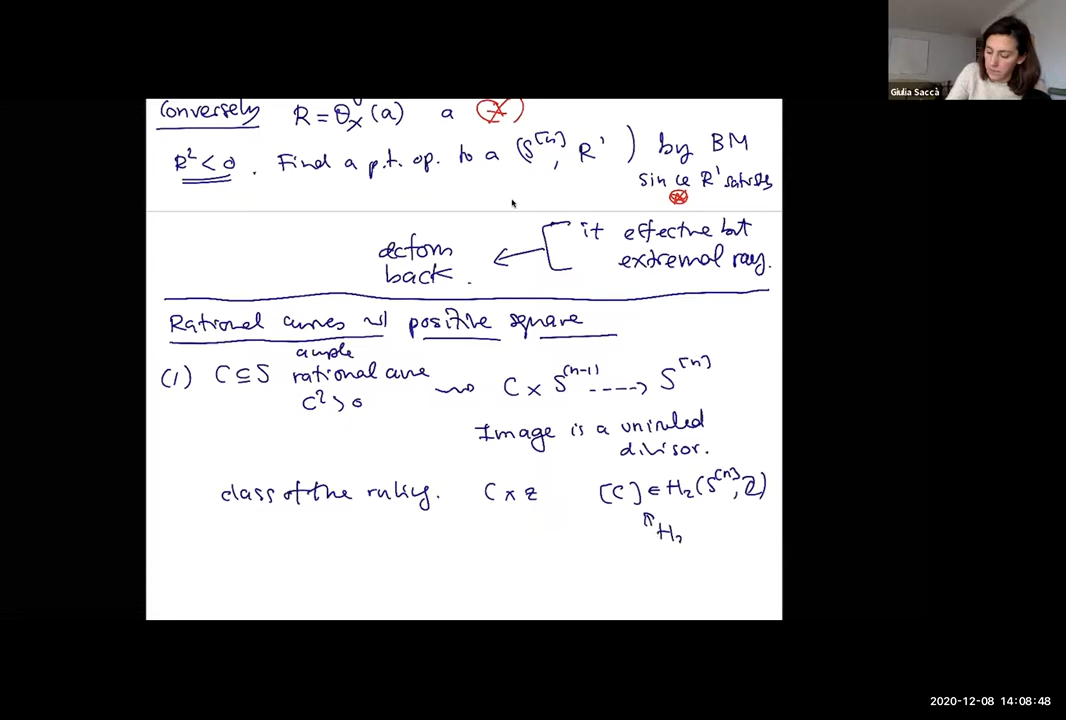 Giulia Saccà
Conversely R = θ_X^∨(a) a
R² < 0 . Find a p.t. op. to a (S^[n], R' ) by BM
since R' satisfies
deform it effective but
back . extremal ray.
Rational curves w/ positive square
ample
(1) C ⊆ S rational curve ⇝ C × S^(n-1) ----> S^[n]
C² > 0
Image is a uniruled
divisor.
class of the ruling. C × z [C] ∈ H₂(S^[n], Z)
↑ H₂
2020-12-08 14:08:48